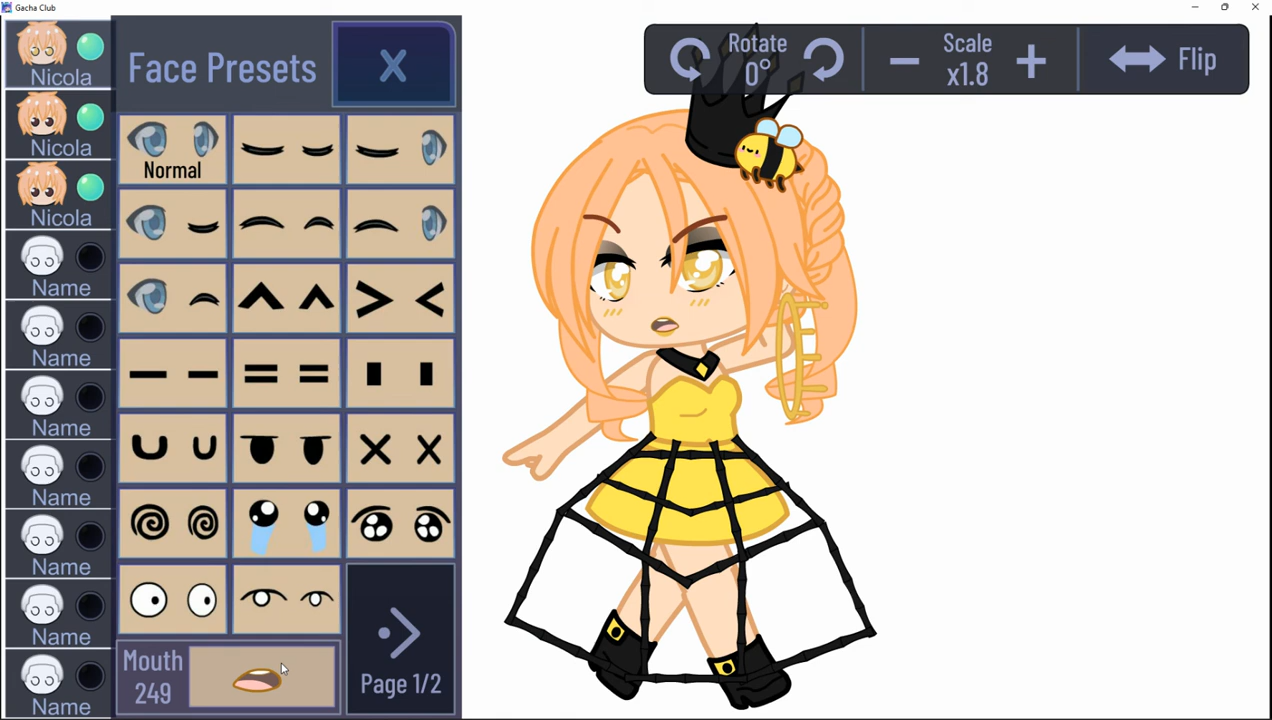 Gacha Club
Nicola
Nicola
Nicola
Name
Name
Name
Name
Name
Name
Name
Face Presets
X
Normal
Mouth
249
Page 1/2
Rotate
0°
Scale
x1.8
Flip